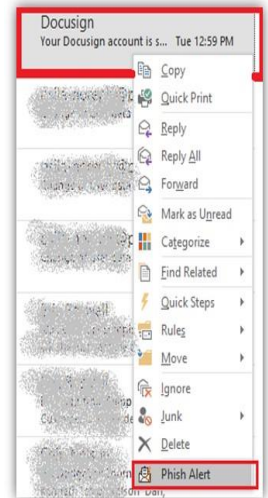 Docusign
Your Docusign account is s... Tue 12:59 PM
Copy
Quick Print
Reply
Reply All
Forward
Mark as Unread
Categorize
Find Related
Quick Steps
Rules
Move
Ignore
Junk
Delete
Phish Alert